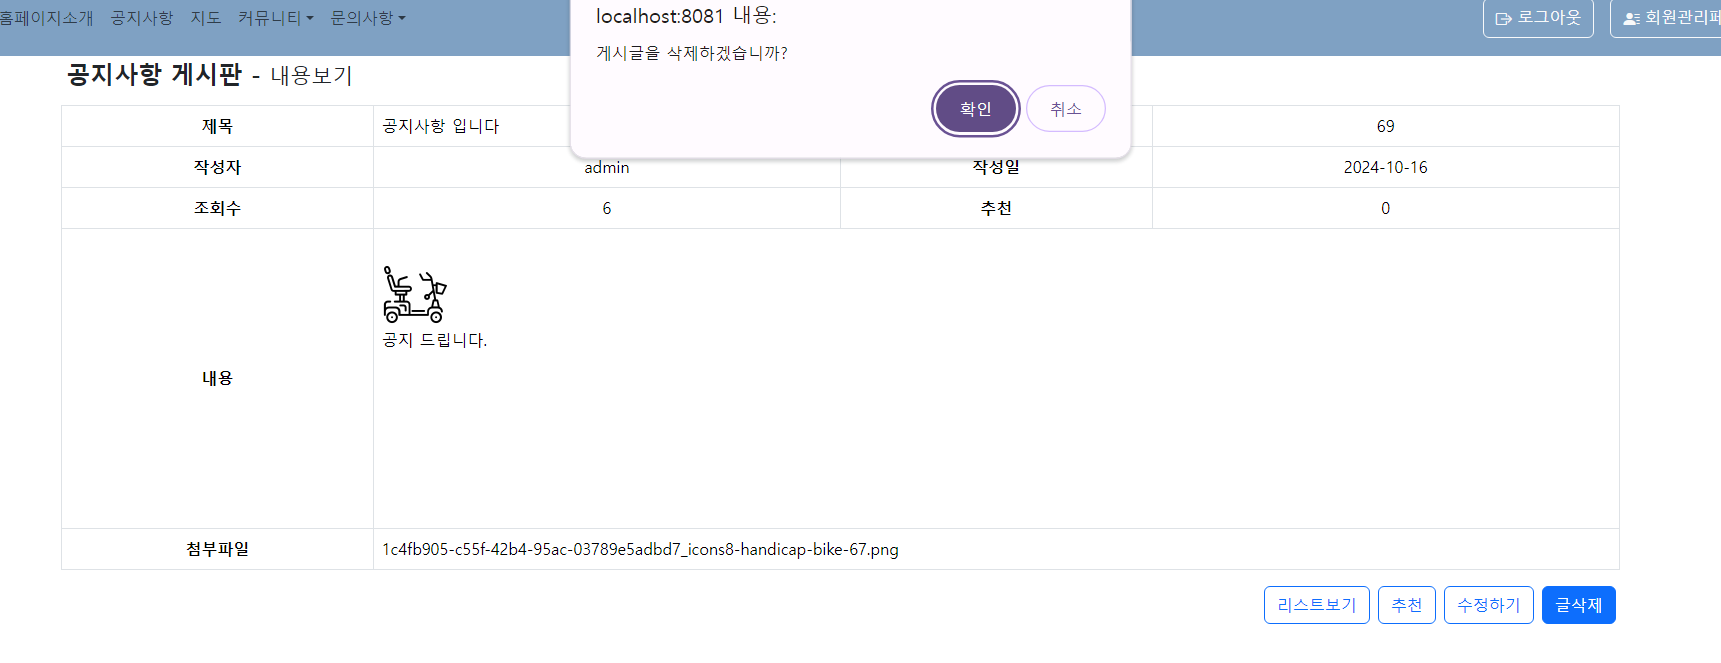 홈페이지소개 공지사항 지도 커뮤니티 문의사항 로그아웃 회원관리페
localhost:8081 내용:
게시글을 삭제하겠습니까?
확인 취소
공지사항 게시판 - 내용보기
제목 공지사항 입니다 69
작성자 admin 작성일 2024-10-16
조회수 6 추천 0
공지 드립니다.
내용
첨부파일 1c4fb905-c55f-42b4-95ac-03789e5adbd7_icons8-handicap-bike-67.png
리스트보기 추천 수정하기 글삭제